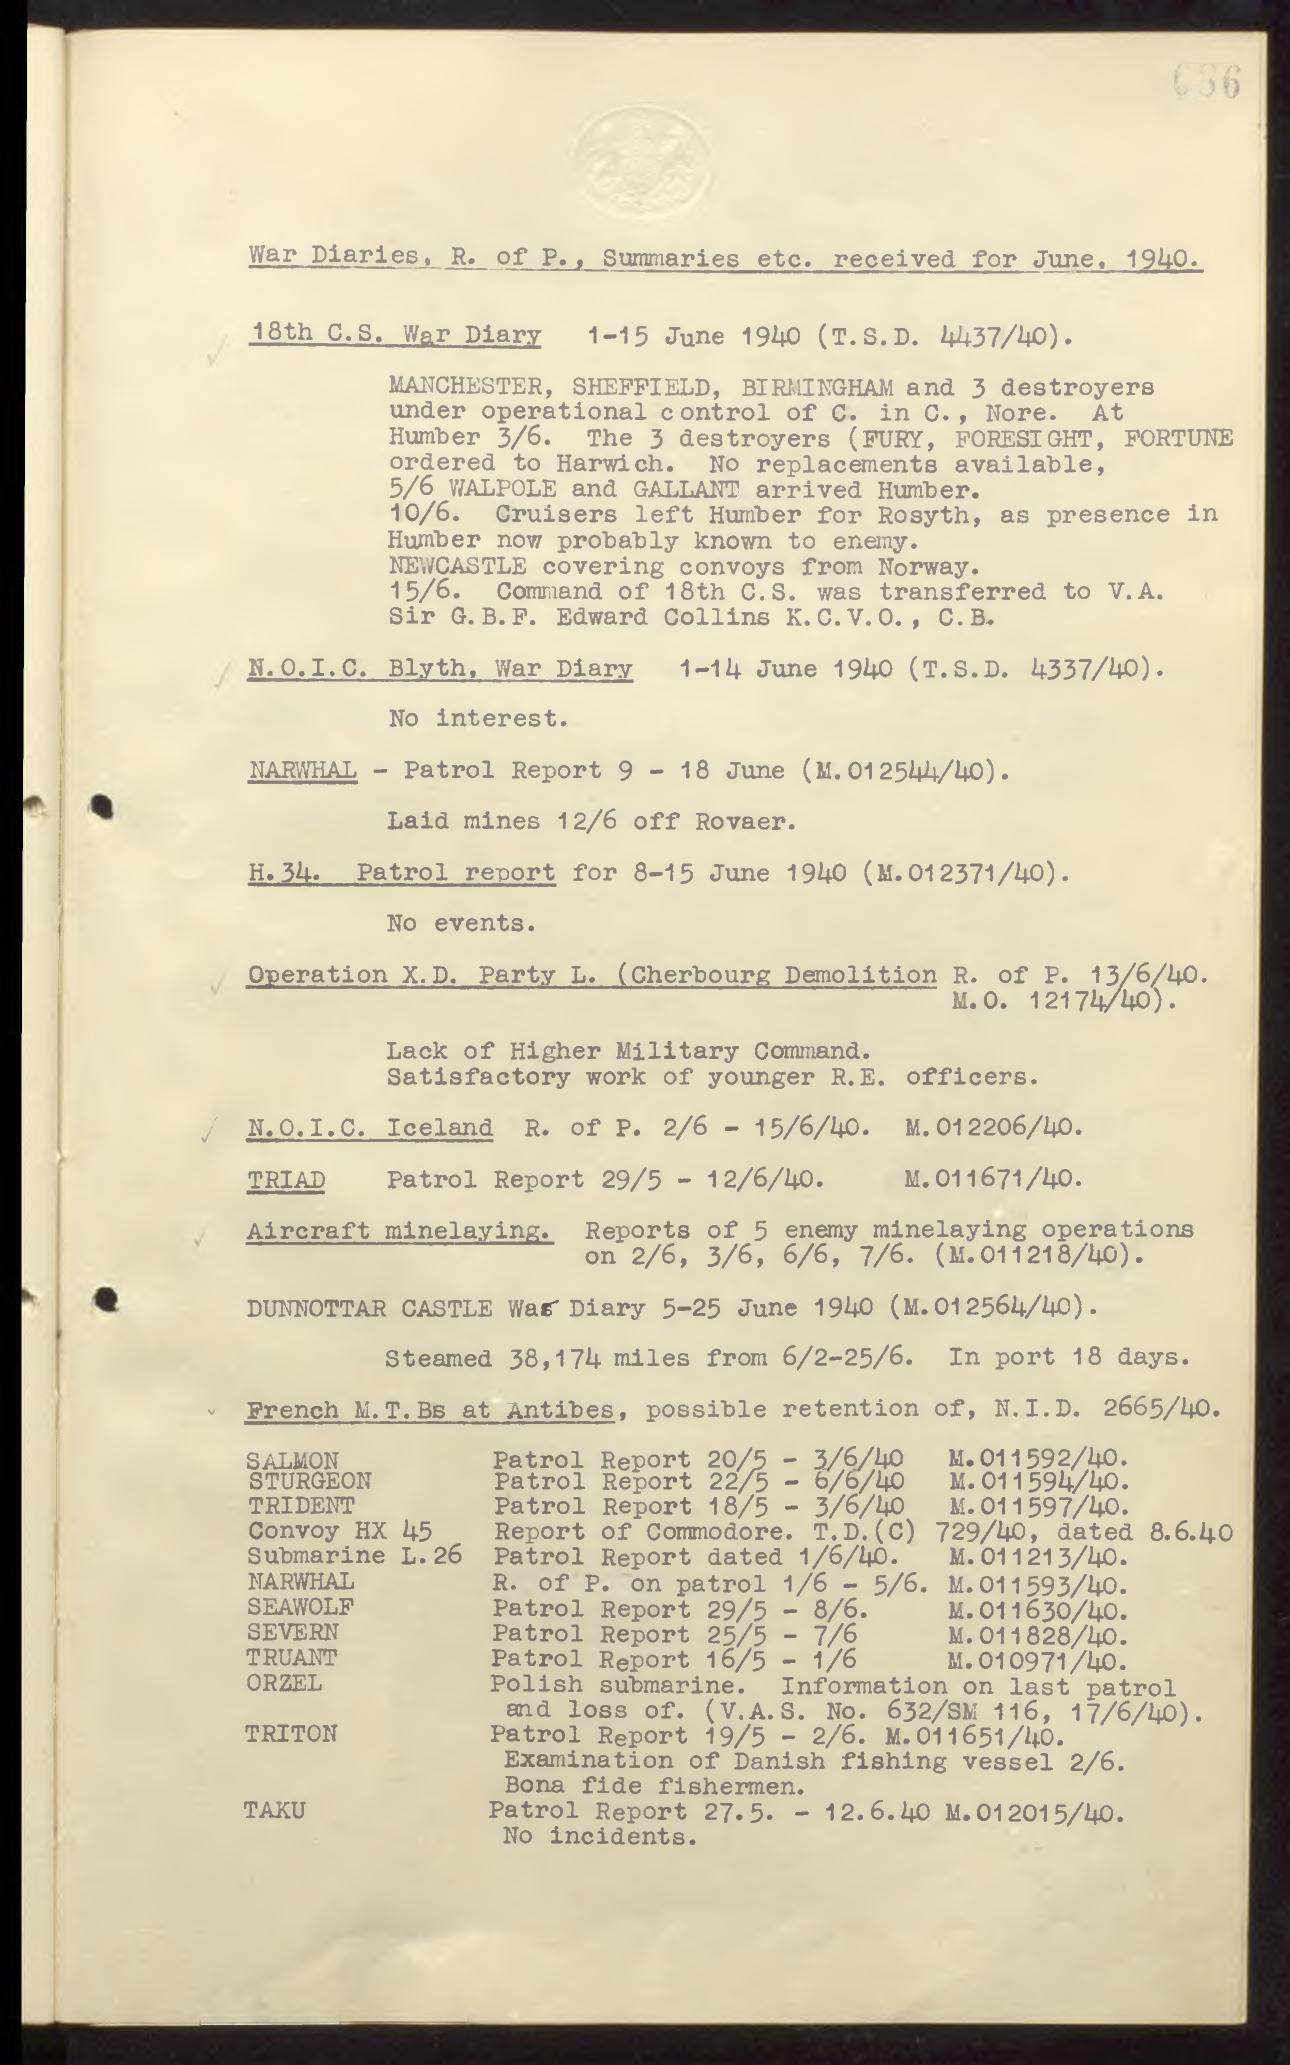 War Diaries, R. of P., Summaries etc. received for June, 1940.
18th C.S. War Diary 1-15 June 1940 (T.S.D. 4437/40).
MANCHESTER, SHEFFIELD, BIRMINGHAM and 3 destroyers
under operational control of C. in C., Nore. At
Humber 3/6. The 3 destroyers (FURY, FORESIGHT, FORTUNE
ordered to Harwich. No replacements available,
5/6 WALPOLE and GALLANT arrived Humber.
10/6. Cruisers left Humber for Rosyth, as presence in
Humber now probably known to enemy.
NEWCASTLE covering convoys from Norway.
15/6. Command of 18th C.S. was transferred to V.A.
Sir G.B.F. Edward Collins K.C.V.O., C.B.
N.O.I.C. Blyth, War Diary 1-14 June 1940 (T.S.D. 4337/40).
No interest.
NARWHAL - Patrol Report 9 - 18 June (M.012544/40).
Laid mines 12/6 off Rovaer.
H.34. Patrol report for 8-15 June 1940 (M.012371/40).
No events.
Operation X.D. Party L. (Cherbourg Demolition R. of P. 13/6/40.
M.O. 12174/40).
Lack of Higher Military Command.
Satisfactory work of younger R.E. officers.
N.O.I.C. Iceland R. of P. 2/6 - 15/6/40. M.012206/40.
TRIAD Patrol Report 29/5 - 12/6/40. M.011671/40.
Aircraft minelaying. Reports of 5 enemy minelaying operations
on 2/6, 3/6, 6/6, 7/6. (M.011218/40).
DUNNOTTAR CASTLE War Diary 5-25 June 1940 (M.012564/40).
Steamed 38,174 miles from 6/2-25/6. In port 18 days.
French M.T.Bs at Antibes, possible retention of, N.I.D. 2665/40.
SALMON Patrol Report 20/5 - 3/6/40 M.011592/40.
STURGEON Patrol Report 22/5 - 6/6/40 M.011594/40.
TRIDENT Patrol Report 18/5 - 3/6/40 M.011597/40.
Convoy HX 45 Report of Commodore. T.D.(C) 729/40, dated 8.6.40
Submarine L.26 Patrol Report dated 1/6/40. M.011213/40.
NARWHAL R. of P. on patrol 1/6 - 5/6. M.011593/40.
SEAWOLF Patrol Report 29/5 - 8/6. M.011630/40.
SEVERN Patrol Report 25/5 - 7/6 M.011828/40.
TRUANT Patrol Report 16/5 - 1/6 M.010971/40.
ORZEL Polish submarine. Information on last patrol
and loss of. (V.A.S. No. 632/SM 116, 17/6/40).
TRITON Patrol Report 19/5 - 2/6. M.011651/40.
Examination of Danish fishing vessel 2/6.
Bona fide fishermen.
TAKU Patrol Report 27.5. - 12.6.40 M.012015/40.
No incidents.